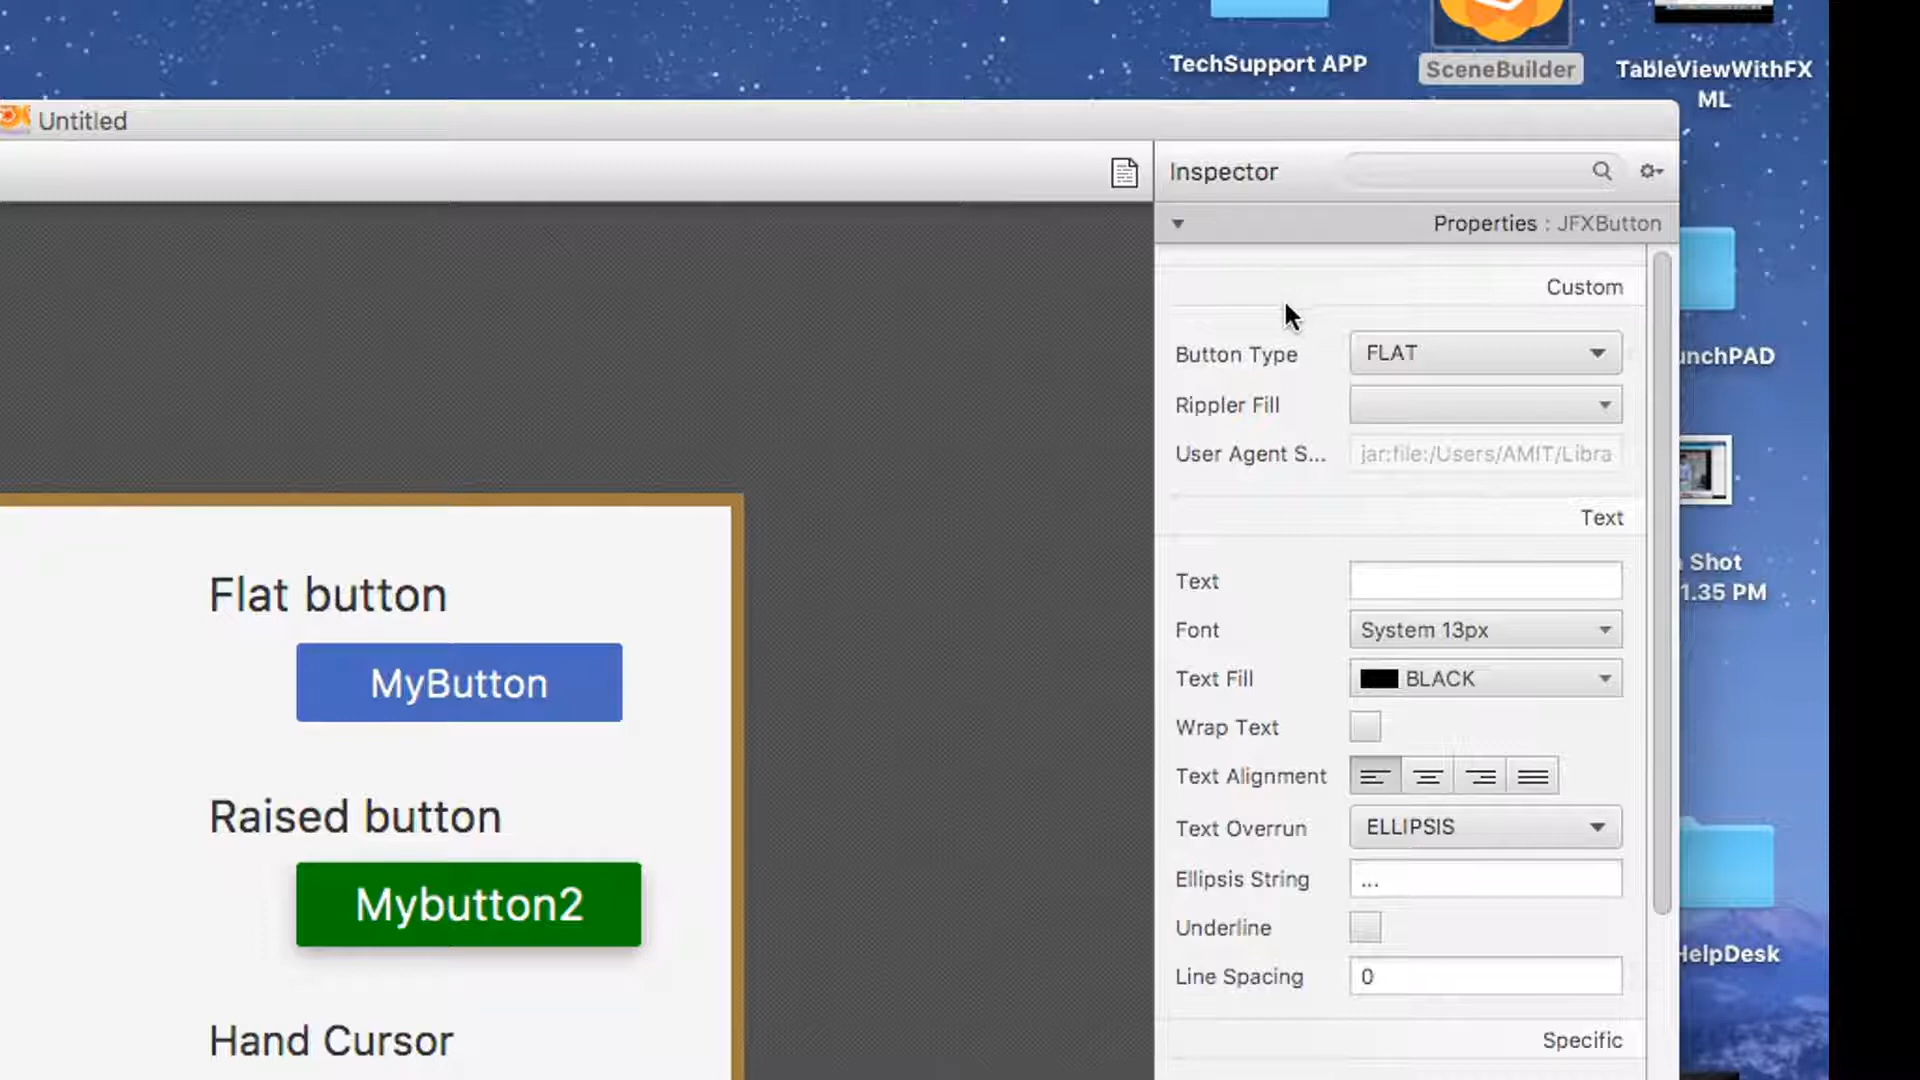 TechSupport APP
SceneBuilder
TableViewWithFX
ML
Untitled
Inspector
Properties : JFXButton
Custom
Button Type
FLAT
Rippler Fill
User Agent S...
jar:file:/Users/AMIT/Libra
Text
Text
Font
System 13px
Text Fill
BLACK
Wrap Text
Text Alignment
Text Overrun
ELLIPSIS
Ellipsis String
...
Underline
Line Spacing
0
Specific
Flat button
MyButton
Raised button
Mybutton2
Hand Cursor
unchPAD
Shot
1.35 PM
HelpDesk